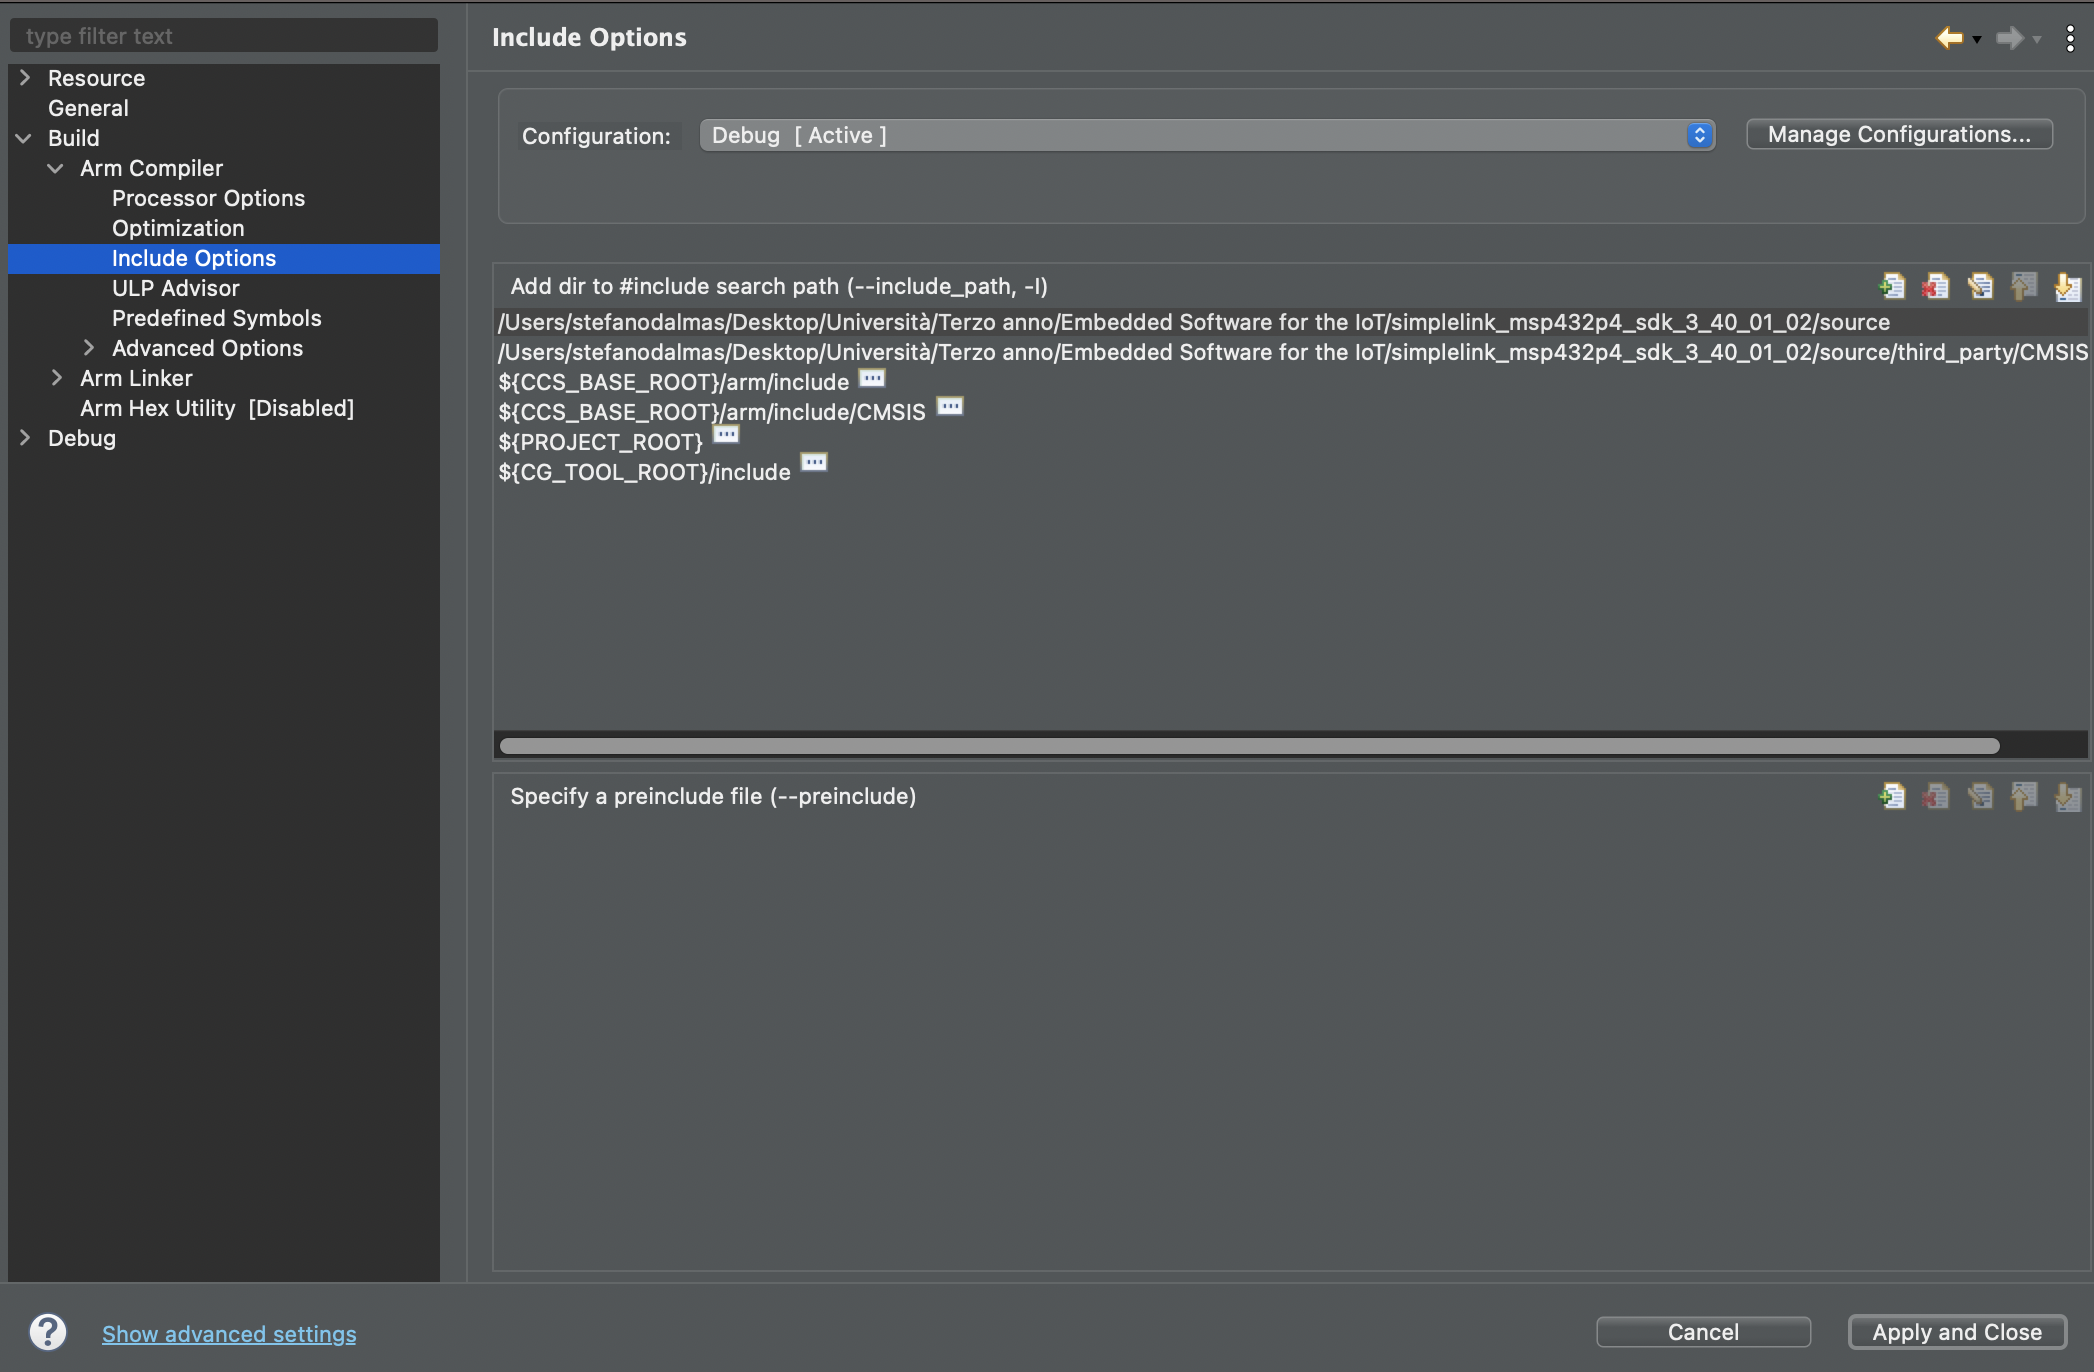 type filter text
Include Options
Resource
General
Build
Arm Compiler
Processor Options
Optimization
Include Options
ULP Advisor
Predefined Symbols
Advanced Options
Arm Linker
Arm Hex Utility [Disabled]
Debug
Configuration:
Debug [ Active ]
Manage Configurations...
Add dir to #include search path (--include_path, -I)
/Users/stefanodalmas/Desktop/Università/Terzo anno/Embedded Software for the IoT/simplelink_msp432p4_sdk_3_40_01_02/source
/Users/stefanodalmas/Desktop/Università/Terzo anno/Embedded Software for the IoT/simplelink_msp432p4_sdk_3_40_01_02/source/third_party/CMSIS
${CCS_BASE_ROOT}/arm/include
${CCS_BASE_ROOT}/arm/include/CMSIS
${PROJECT_ROOT}
${CG_TOOL_ROOT}/include
Specify a preinclude file (--preinclude)
Show advanced settings
Cancel
Apply and Close